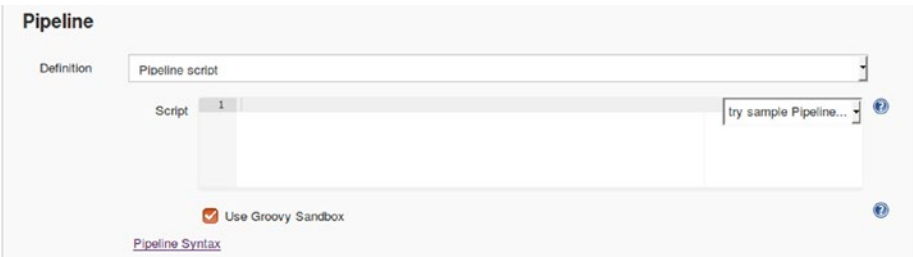 Pipeline
Definition Pipeline script
Script 1 try sample Pipeline... ?
Use Groovy Sandbox ?
Pipeline Syntax